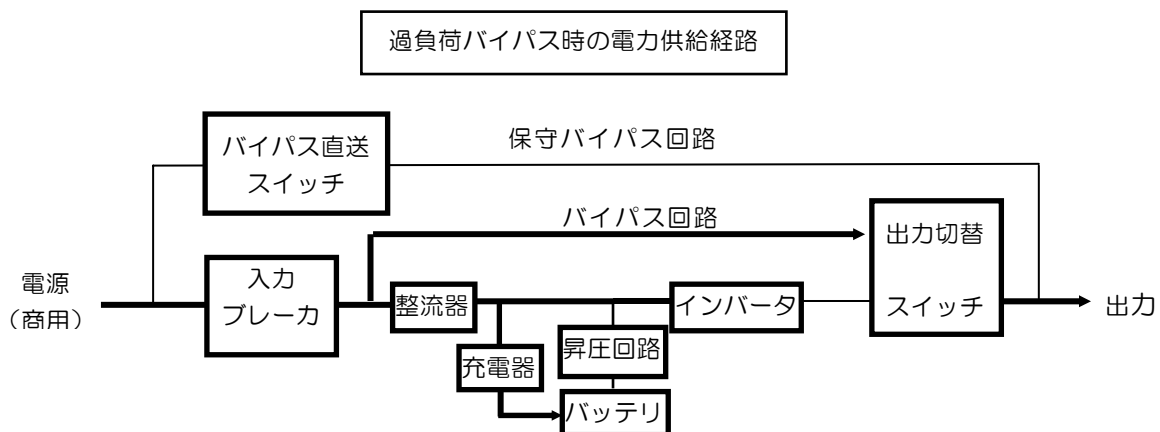 過負荷バイパス時の電力供給経路
保守バイパス回路
バイパス直送
スイッチ
バイパス回路
出力切替
スイッチ
電源
（商用）
入力
ブレーカ
整流器
インバータ
出力
充電器
昇圧回路
バッテリ